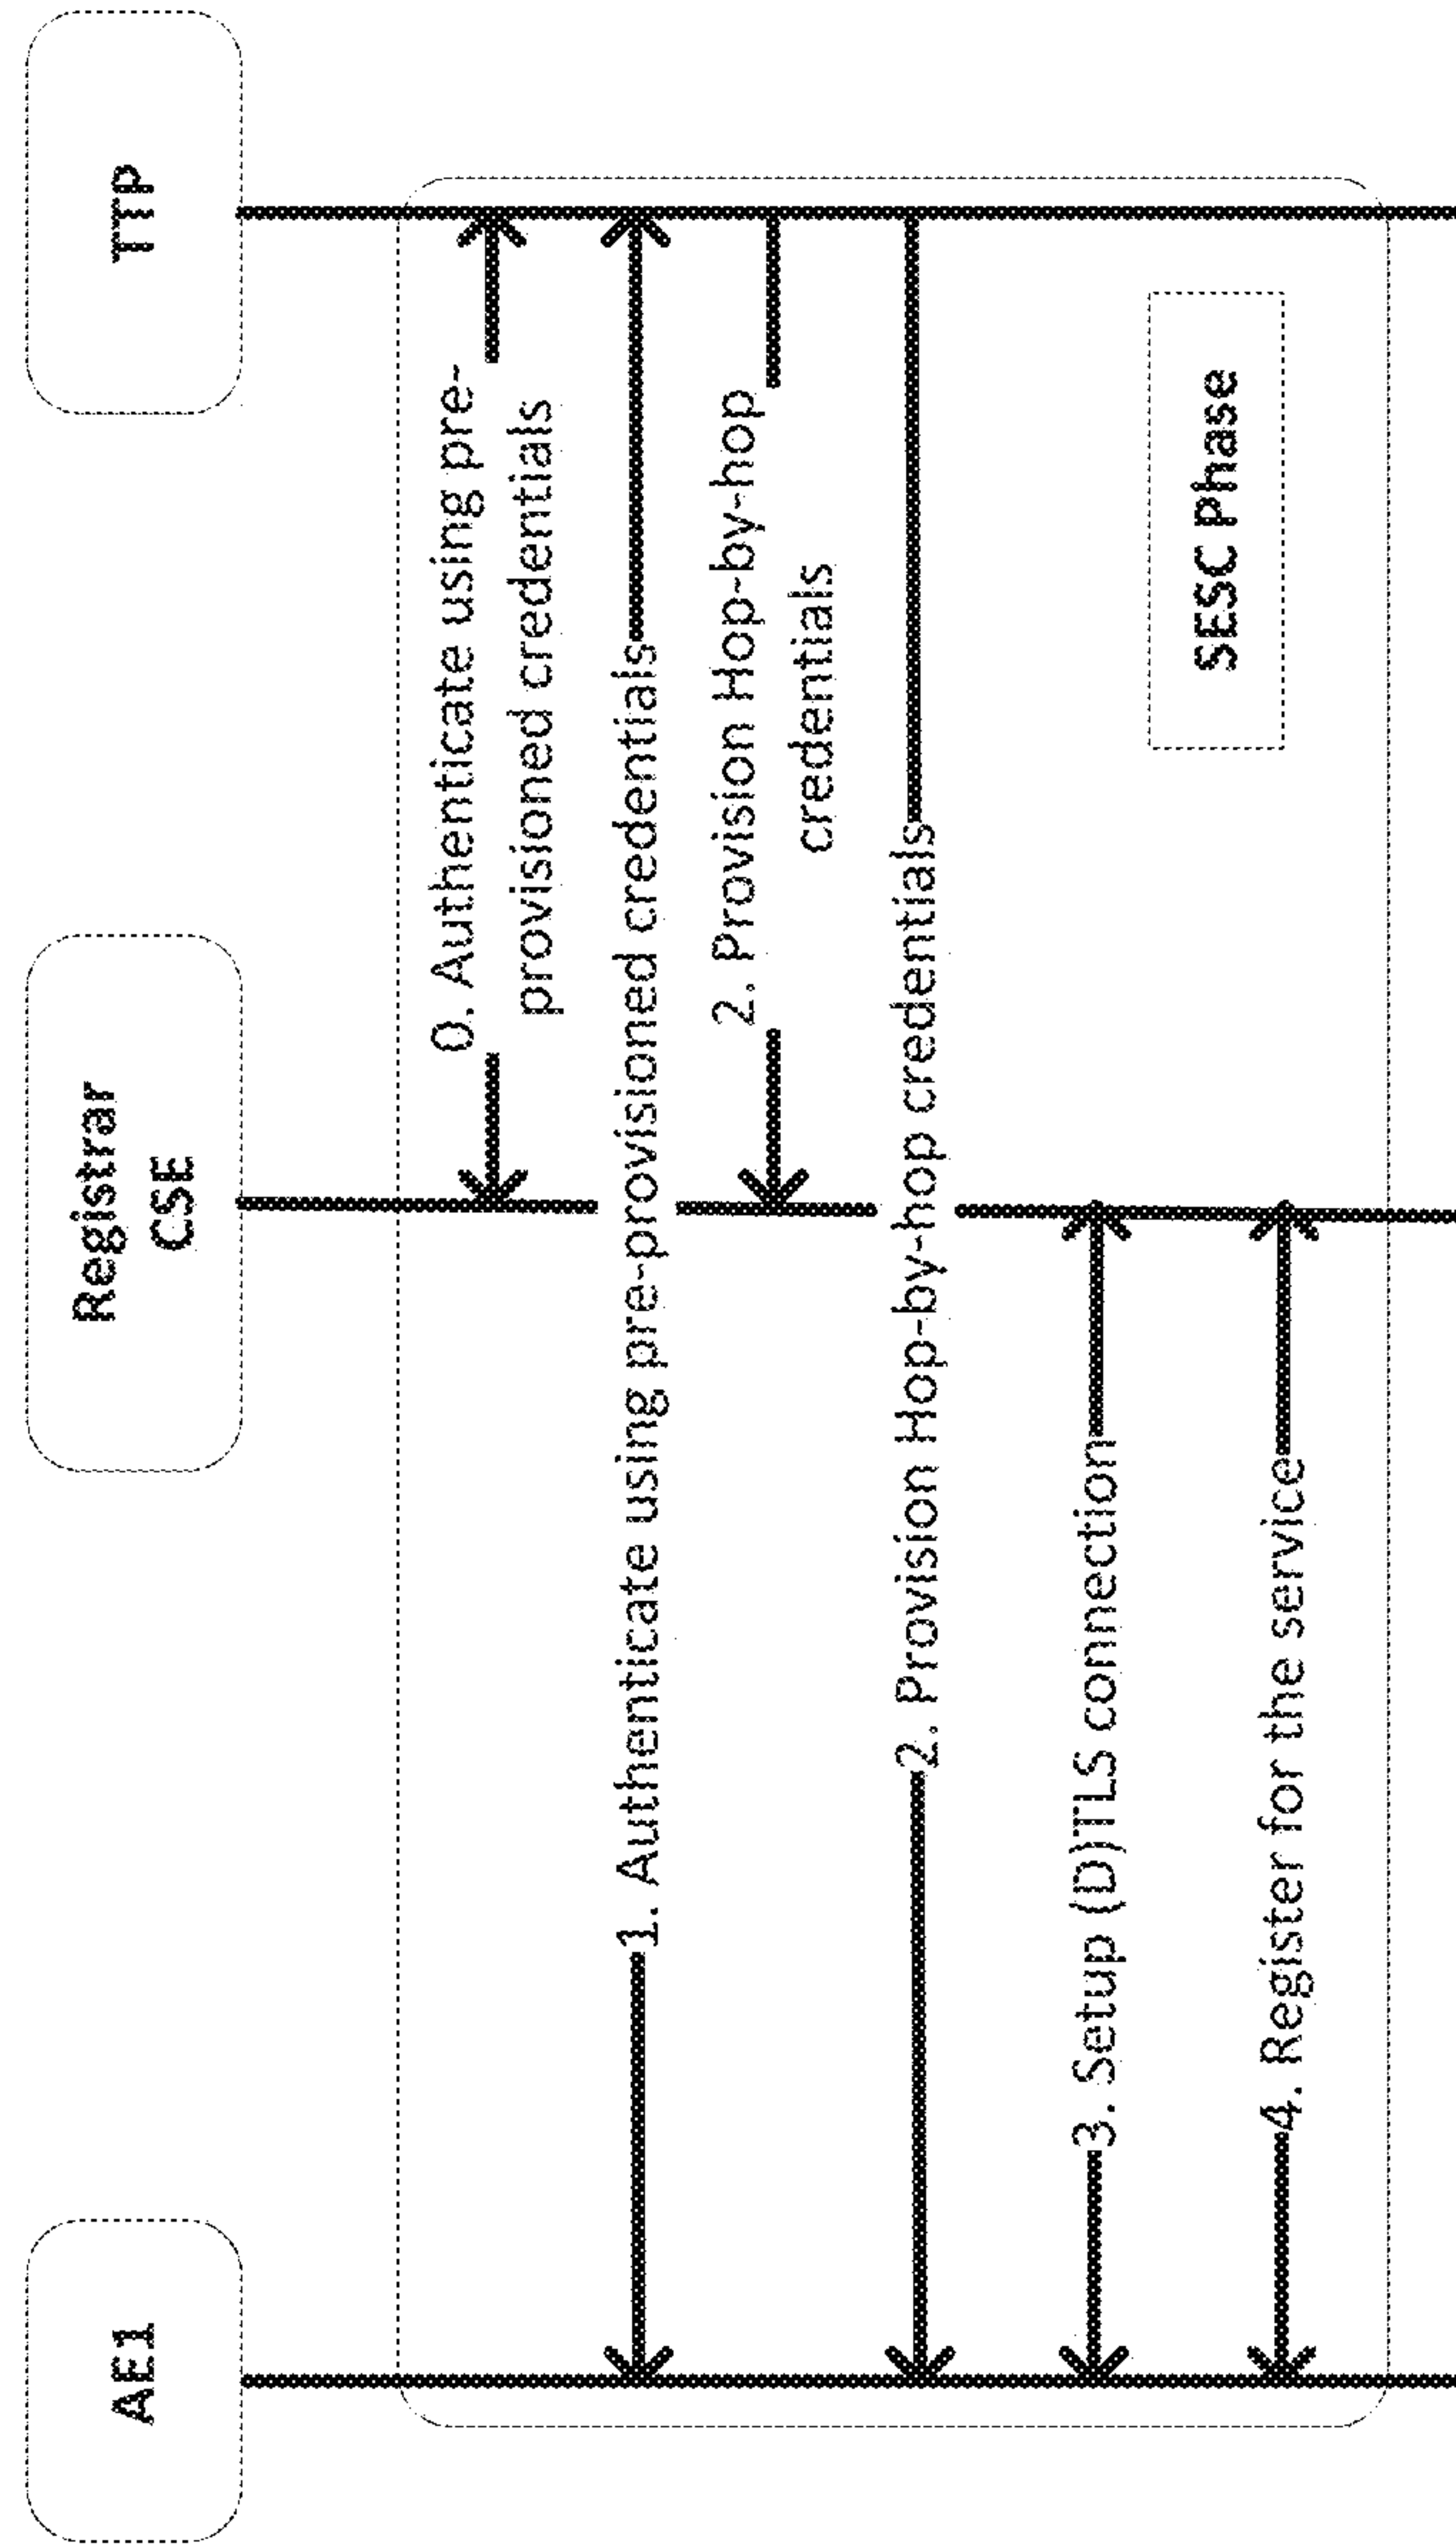 AE1
Registrar
CSE
TTP
0. Authenticate using pre-
provisioned credentials
1. Authenticate using pre-provisioned credentials
2. Provision Hop-by-hop
credentials
2. Provision Hop-by-hop credentials
3. Setup (D)TLS connection
4. Register for the service
SESC Phase